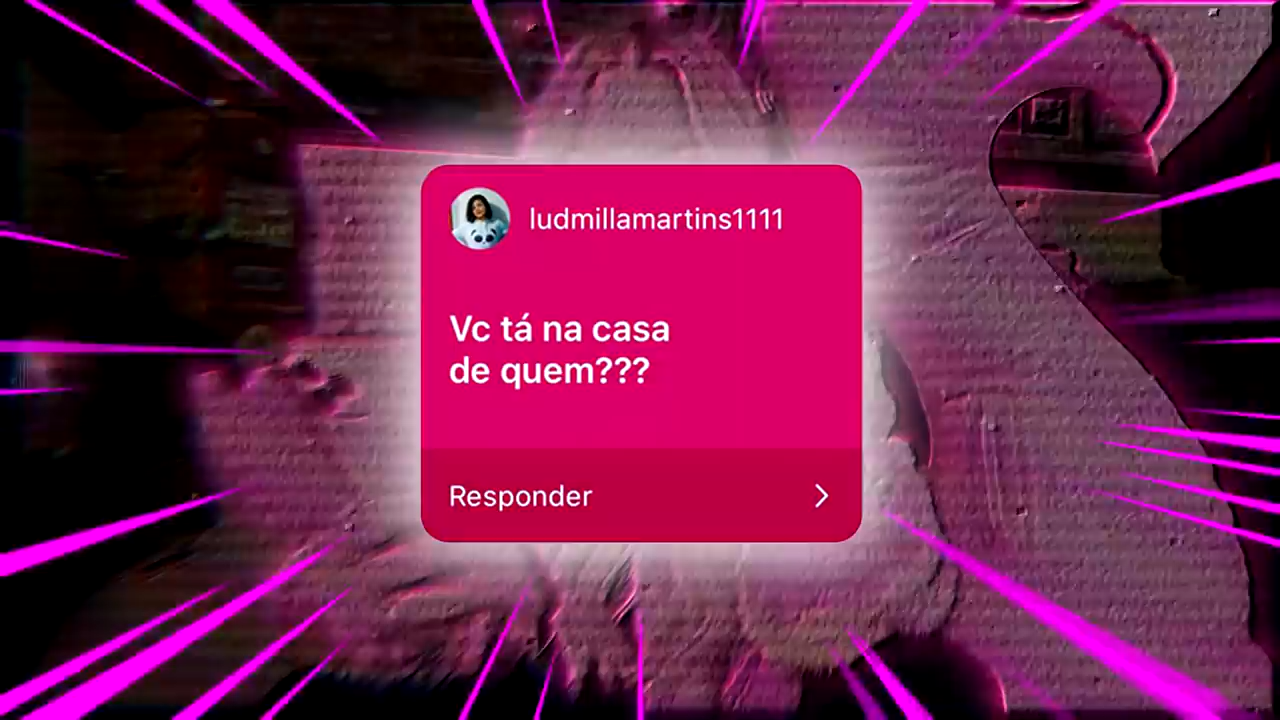 ludmillamartins1111
Vc tá na casa
de quem???
Responder